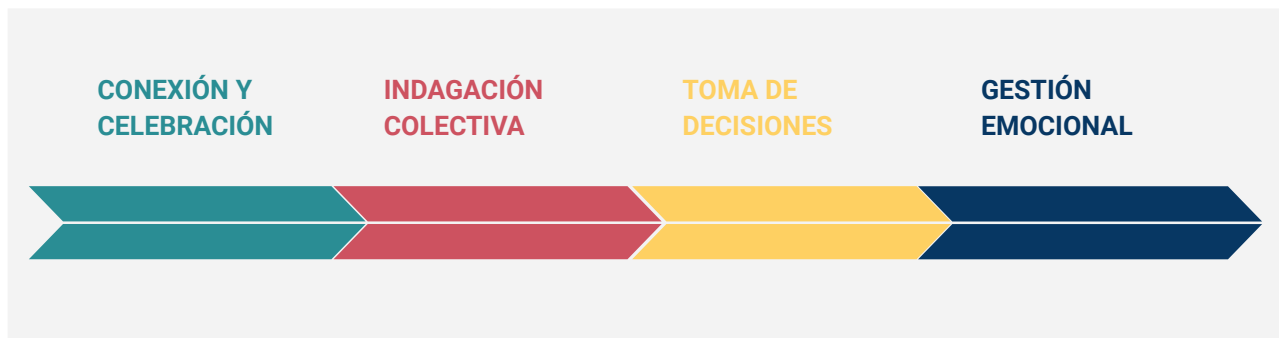 CONEXIÓN Y
CELEBRACIÓN
INDAGACIÓN
COLECTIVA
TOMA DE
DECISIONES
GESTIÓN
EMOCIONAL